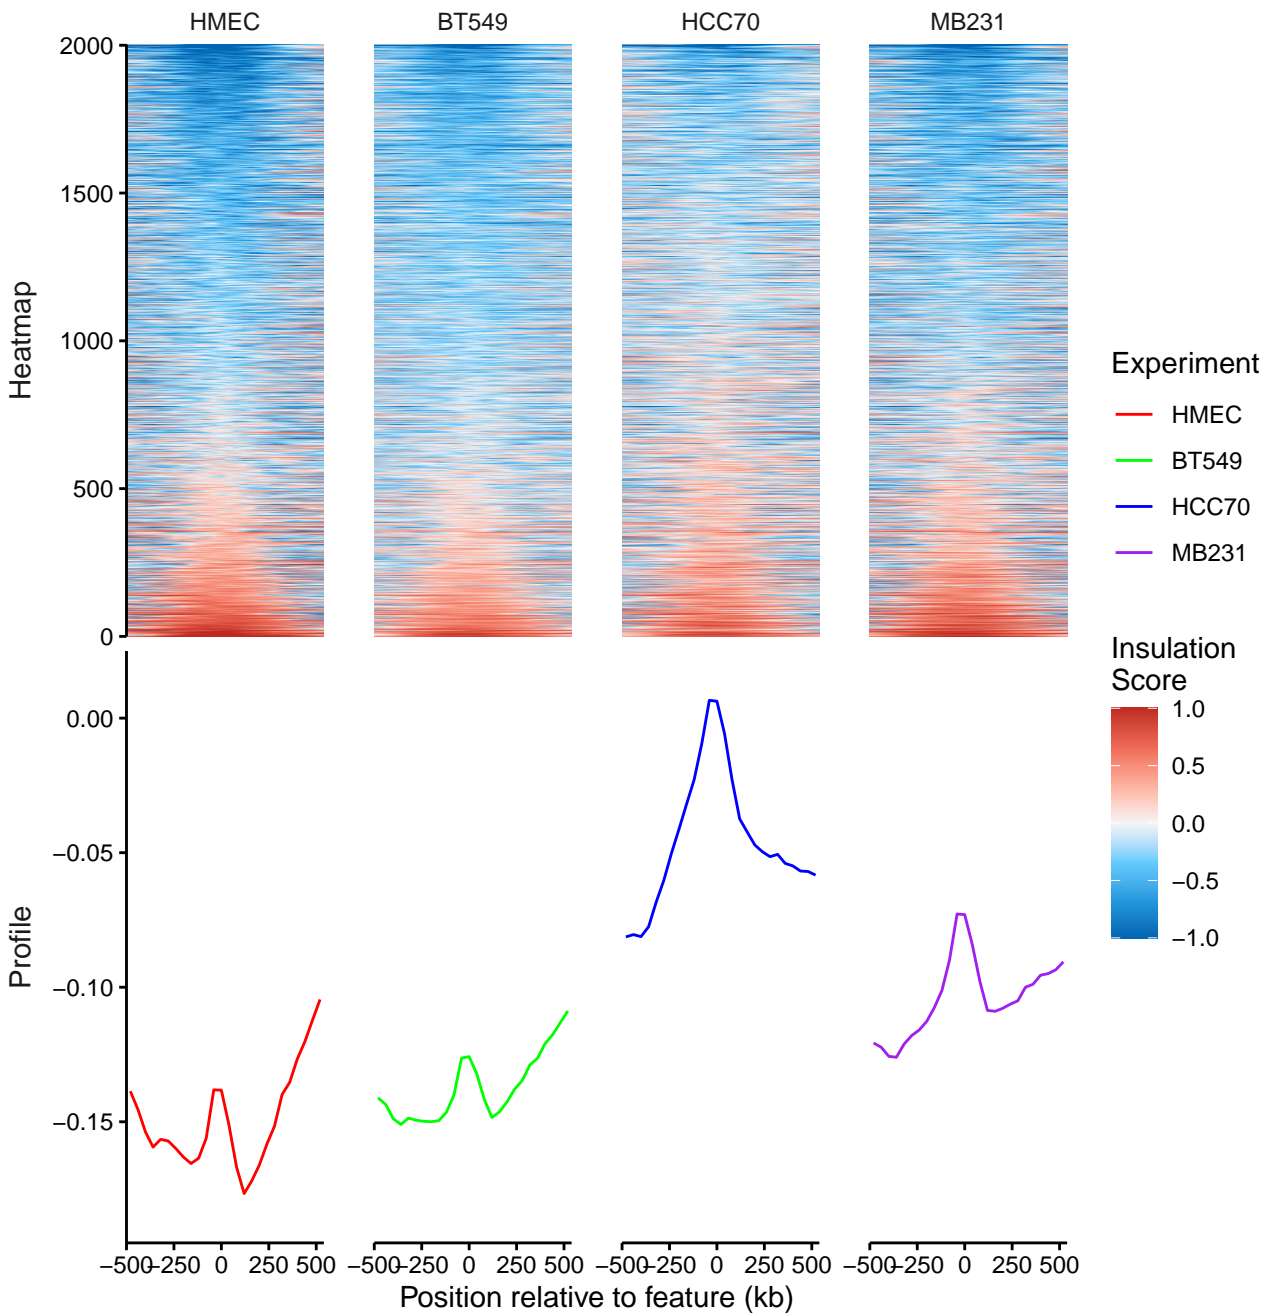 HMEC BT549 HCC70 MB231
2000
1500
1000
500
0
Heatmap
0.00
−0.05
−0.10
−0.15
Profile
−500 −250 0 250 500 −500 −250 0 250 500 −500 −250 0 250 500 −500 −250 0 250 500
Position relative to feature (kb)
Experiment
HMEC
BT549
HCC70
MB231
Insulation
Score
1.0
0.5
0.0
−0.5
−1.0